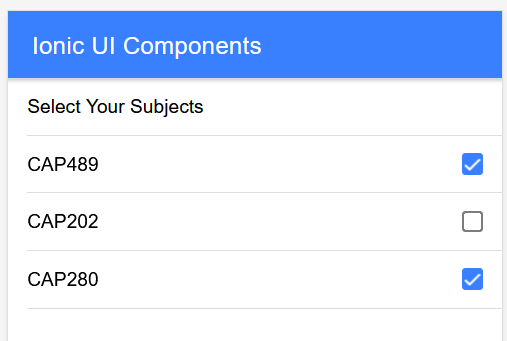 Ionic UI Components
Select Your Subjects
CAP489
CAP202
CAP280